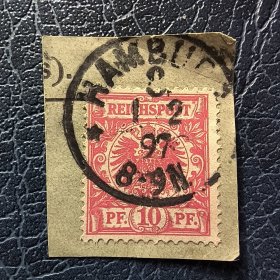 s).
HAMBURG
C
1 2
97
8-9N
REICHSPOST
PF. 10 PF.